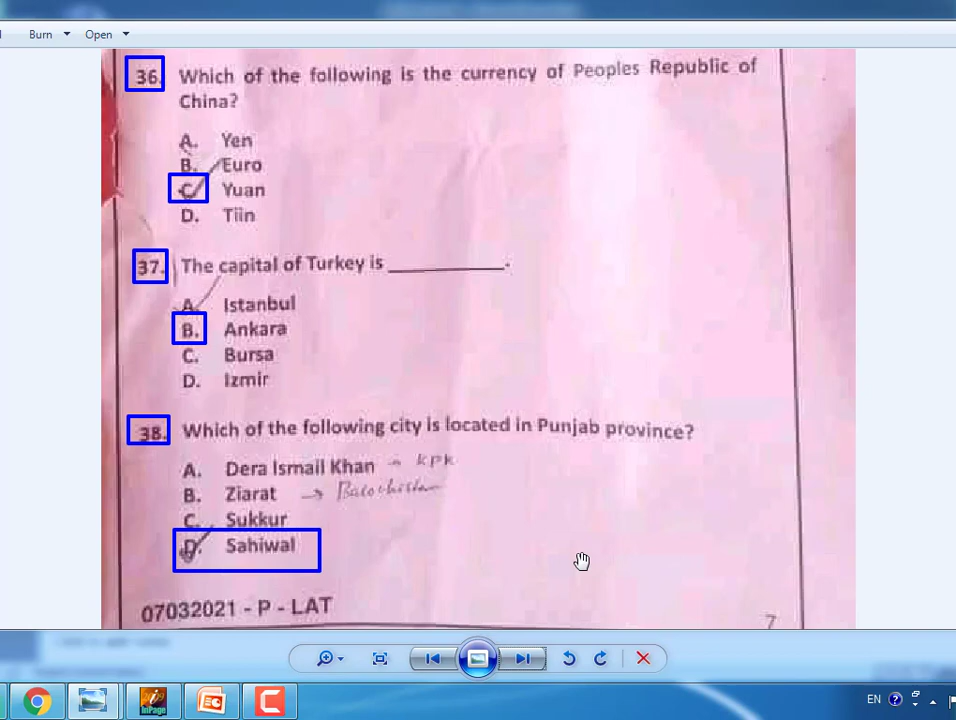 Burn Open
36. Which of the following is the currency of Peoples Republic of
China?
A. Yen
B. Euro
C. Yuan
D. Tiin
37. The capital of Turkey is __________.
A. Istanbul
B. Ankara
C. Bursa
D. Izmir
38. Which of the following city is located in Punjab province?
A. Dera Ismail Khan → KPK
B. Ziarat → Balochistan
C. Sukkur
D. Sahiwal
07032021 - P - LAT
7
InPage
EN